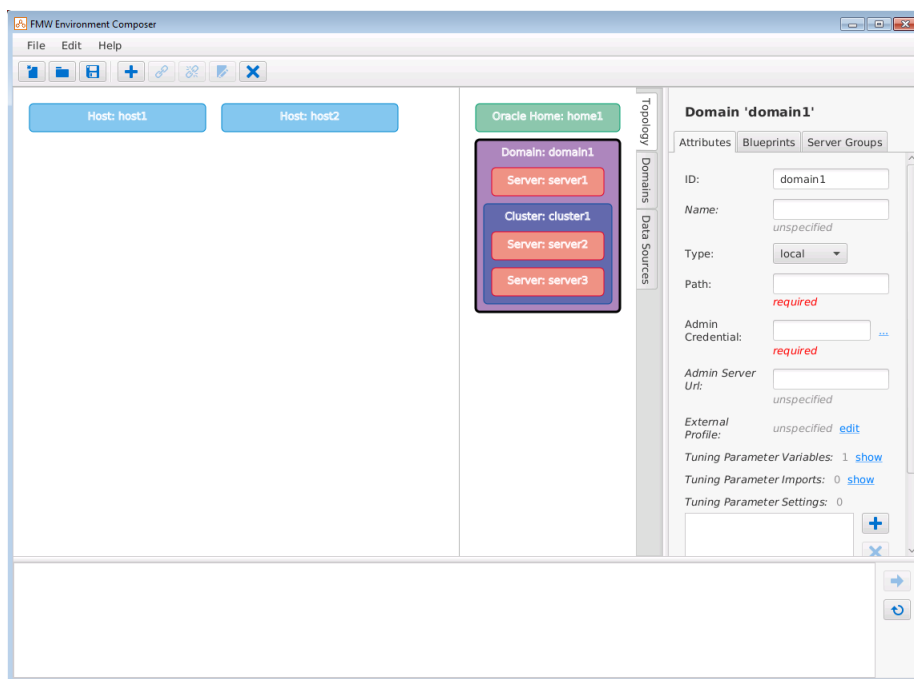 FMW Environment Composer
File Edit Help
Host: host1
Host: host2
Oracle Home: home1
Domain: domain1
Server: server1
Cluster: cluster1
Server: server2
Server: server3
Topology
Domains
Data Sources
Domain 'domain1'
Attributes Blueprints Server Groups
ID: domain1
Name:
unspecified
Type: local
Path:
required
Admin
Credential: ...
required
Admin Server
Url:
unspecified
External
Profile: unspecified edit
Tuning Parameter Variables: 1 show
Tuning Parameter Imports: 0 show
Tuning Parameter Settings: 0